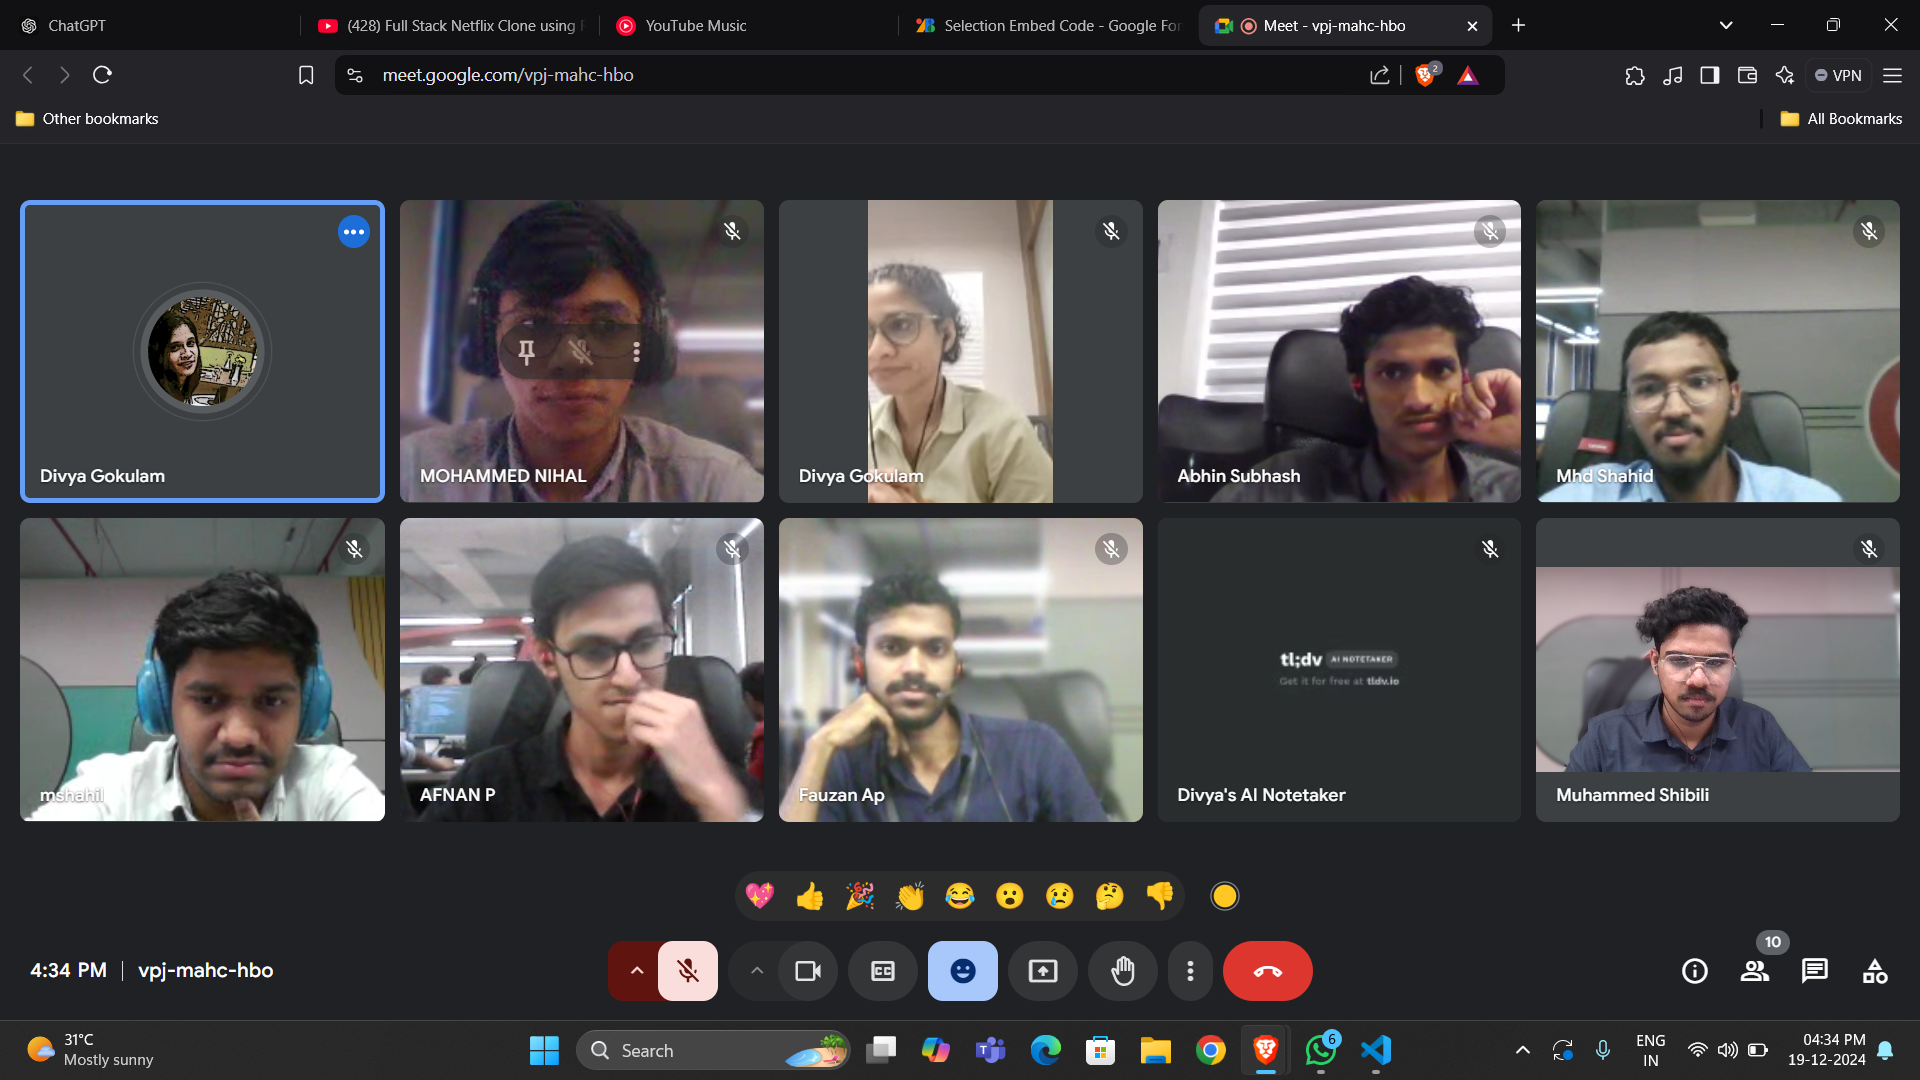 ChatGPT
(428) Full Stack Netflix Clone using
YouTube Music
Selection Embed Code - Google For
Meet - vpj-mahc-hbo
meet.google.com/vpj-mahc-hbo
2
VPN
Other bookmarks
All Bookmarks
Divya Gokulam
MOHAMMED NIHAL
Divya Gokulam
Abhin Subhash
Mhd Shahid
tl;dv AI NOTETAKER
Get it for free at tldv.io
mshahil
AFNAN P
Fauzan Ap
Divya's AI Notetaker
Muhammed Shibili
4:34 PM
vpj-mahc-hbo
CC
10
31°C
Mostly sunny
Search
6
ENG
IN
04:34 PM
19-12-2024